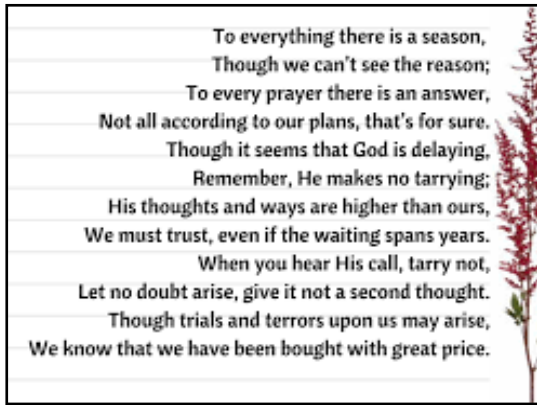 To everything there is a season,
Though we can't see the reason;
To every prayer there is an answer,
Not all according to our plans, that's for sure.
Though it seems that God is delaying,
Remember, He makes no tarrying;
His thoughts and ways are higher than ours,
We must trust, even if the waiting spans years.
When you hear His call, tarry not,
Let no doubt arise, give it not a second thought.
Though trials and terrors upon us may arise,
We know that we have been bought with great price.